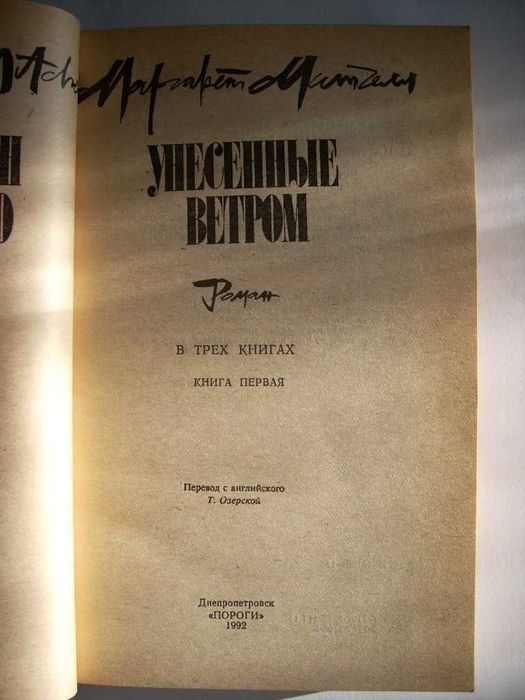 Маргарет Митчелл
УНЕСЕННЫЕ
ВЕТРОМ
Роман
В ТРЕХ КНИГАХ
КНИГА ПЕРВАЯ
Перевод с английского
Т. Озерской
Днепропетровск
«ПОРОГИ»
1992